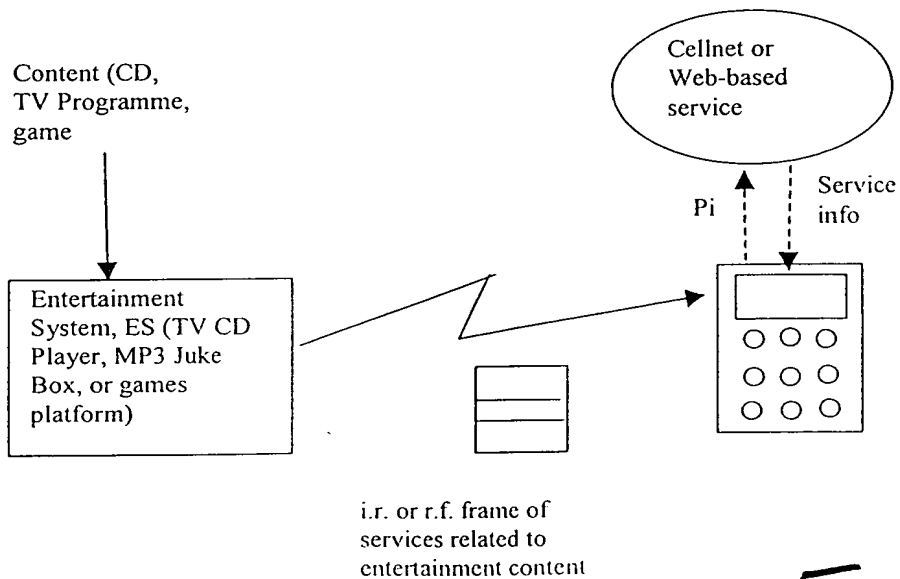 Content (CD,
TV Programme,
game
Cellnet or
Web-based
service
Pi
Service
info
Entertainment
System, ES (TV CD
Player, MP3 Juke
Box, or games
platform)
i.r. or r.f. frame of
services related to
entertainment content